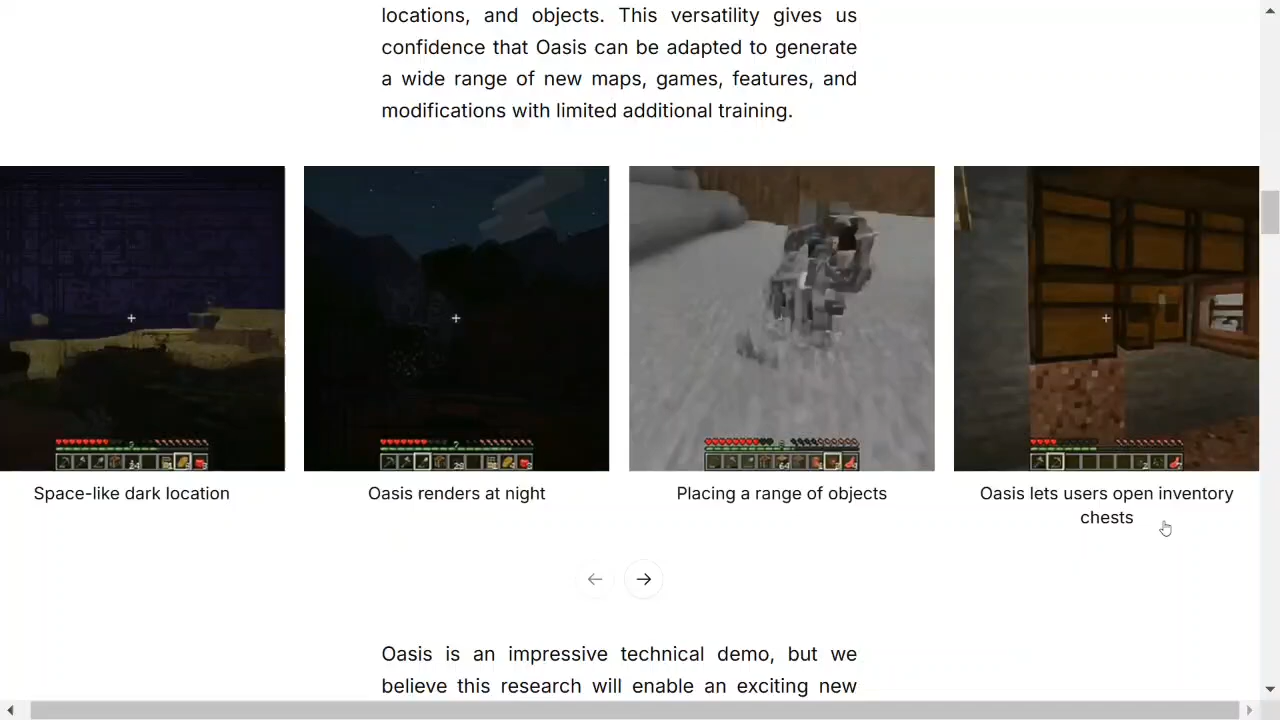 locations, and objects. This versatility gives us
confidence that Oasis can be adapted to generate
a wide range of new maps, games, features, and
modifications with limited additional training.
Space-like dark location
Oasis renders at night
Placing a range of objects
Oasis lets users open inventory
chests
Oasis is an impressive technical demo, but we
believe this research will enable an exciting new